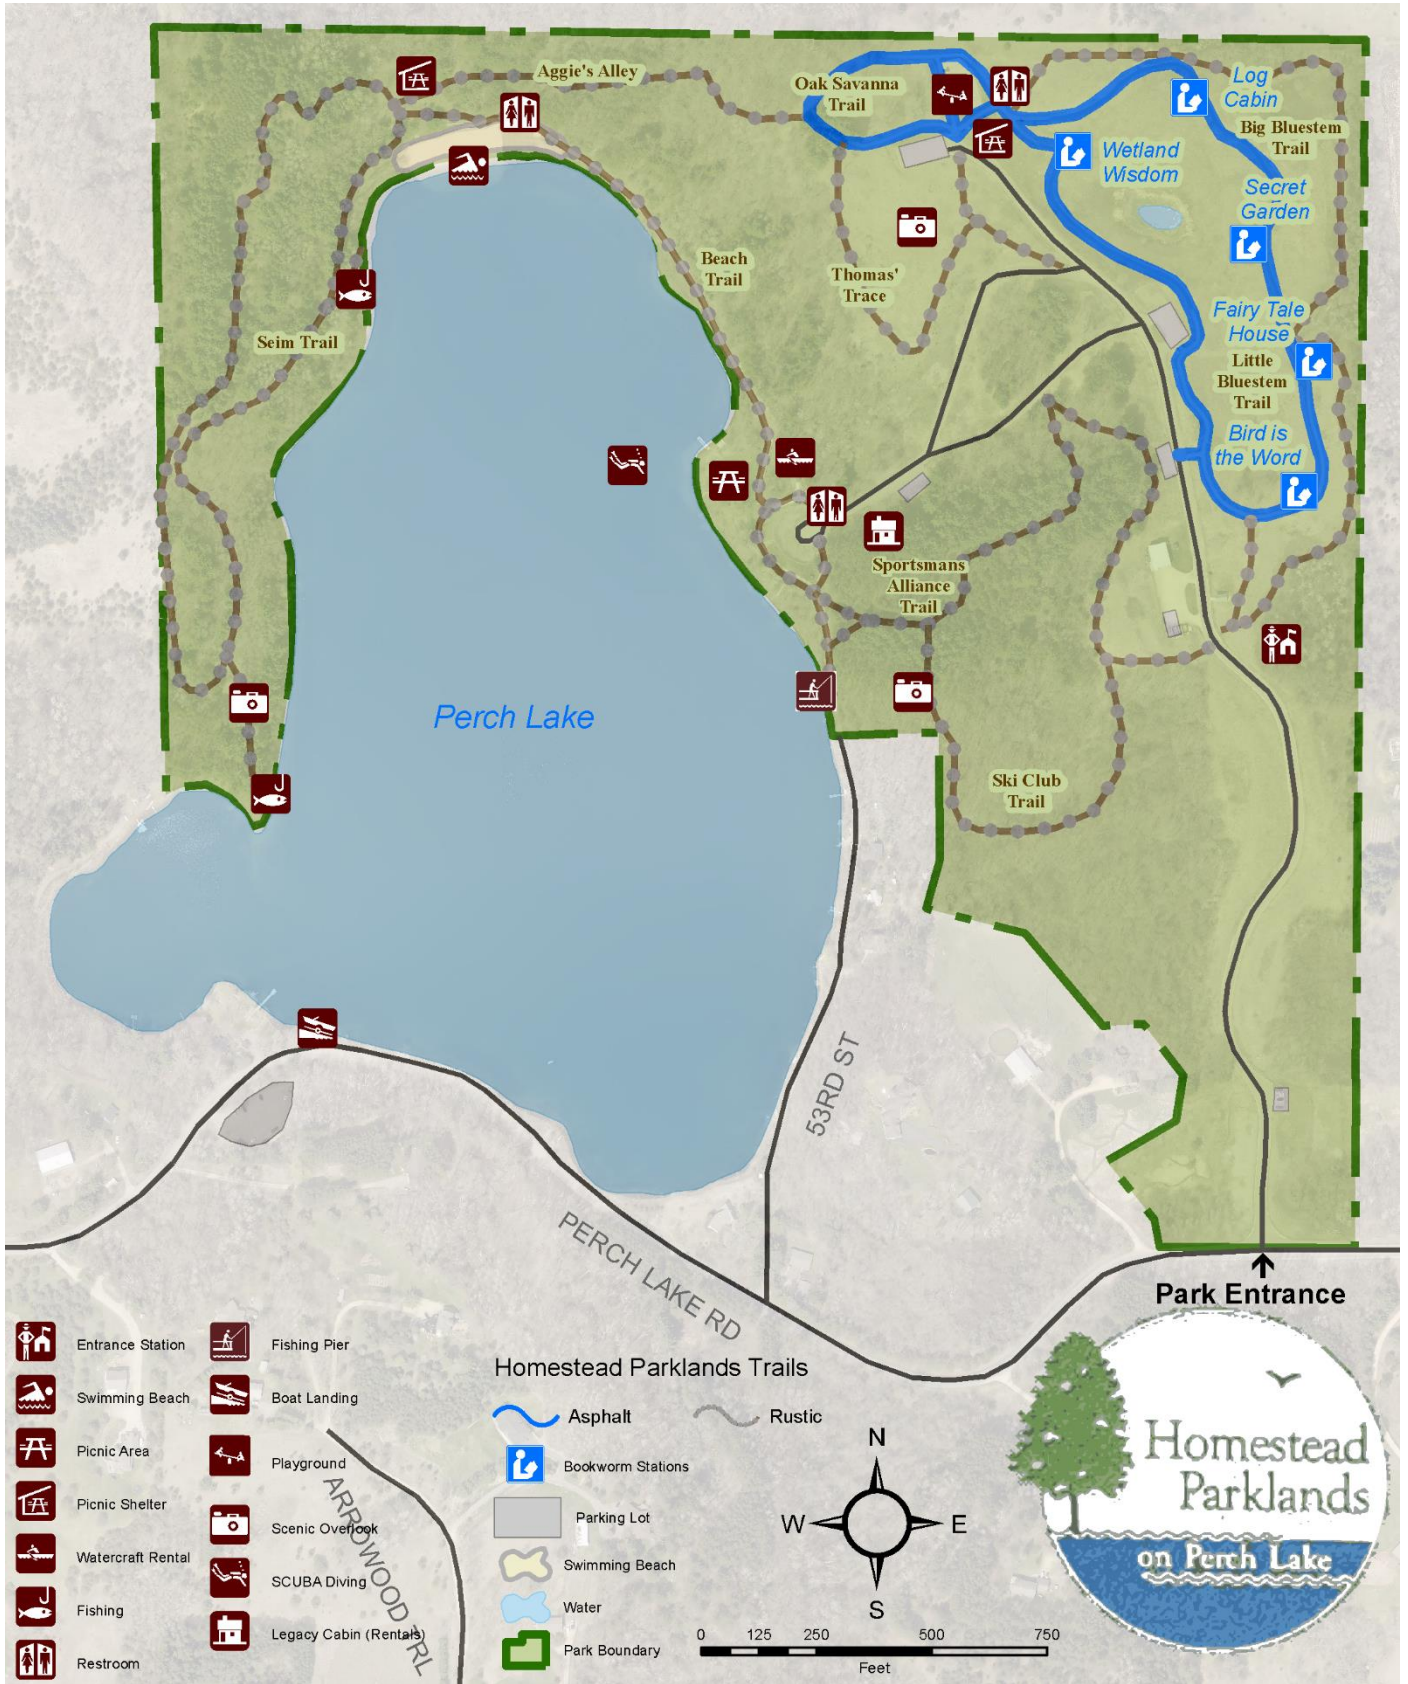 Aggie's Alley
Oak Savanna
Trail
Log
Cabin
Big Bluestem
Trail
Wetland
Wisdom
Secret
Garden
Beach
Trail
Thomas'
Trace
Fairy Tale
House
Seim Trail
Little
Bluestem
Trail
Bird is
the Word
Sportsmans
Alliance
Trail
Perch Lake
Ski Club
Trail
53RD ST
PERCH LAKE RD
Park Entrance
Entrance Station
Swimming Beach
Picnic Area
Picnic Shelter
Watercraft Rental
Fishing
Restroom
Fishing Pier
Boat Landing
Playground
Scenic Overlook
SCUBA Diving
Legacy Cabin (Rentals)
ARROWOOD TRL
Homestead Parklands Trails
Asphalt
Rustic
Bookworm Stations
Parking Lot
Swimming Beach
Water
Park Boundary
N
W
E
S
0 125 250 500 750
Feet
Homestead
Parklands
on Perch Lake